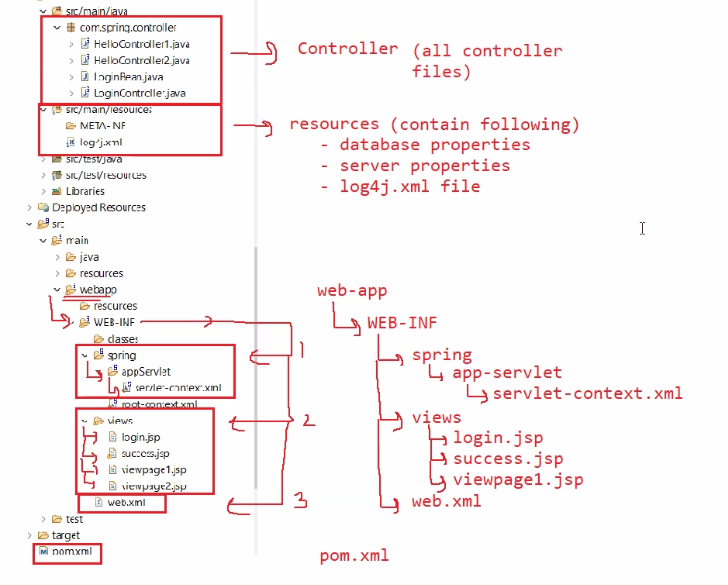 src/main/java
com.spring.controller
HelloController1.java
HelloController2.java
LoginBean.java
LoginController.java
src/main/resources
META-INF
log4j.xml
src/test/java
src/test/resources
Libraries
Deployed Resources
src
main
java
resources
webapp
resources
WEB-INF
classes
spring
appServlet
servlet-context.xml
root-context.xml
views
login.jsp
success.jsp
viewpage1.jsp
viewpage2.jsp
web.xml
test
target
pom.xml
1
2
3
Controller (all controller
files)
resources (contain following)
- database properties
- server properties
- log4j.xml file
web-app
WEB-INF
spring
app-servlet
servlet-context.xml
views
login.jsp
success.jsp
viewpage1.jsp
web.xml
pom.xml